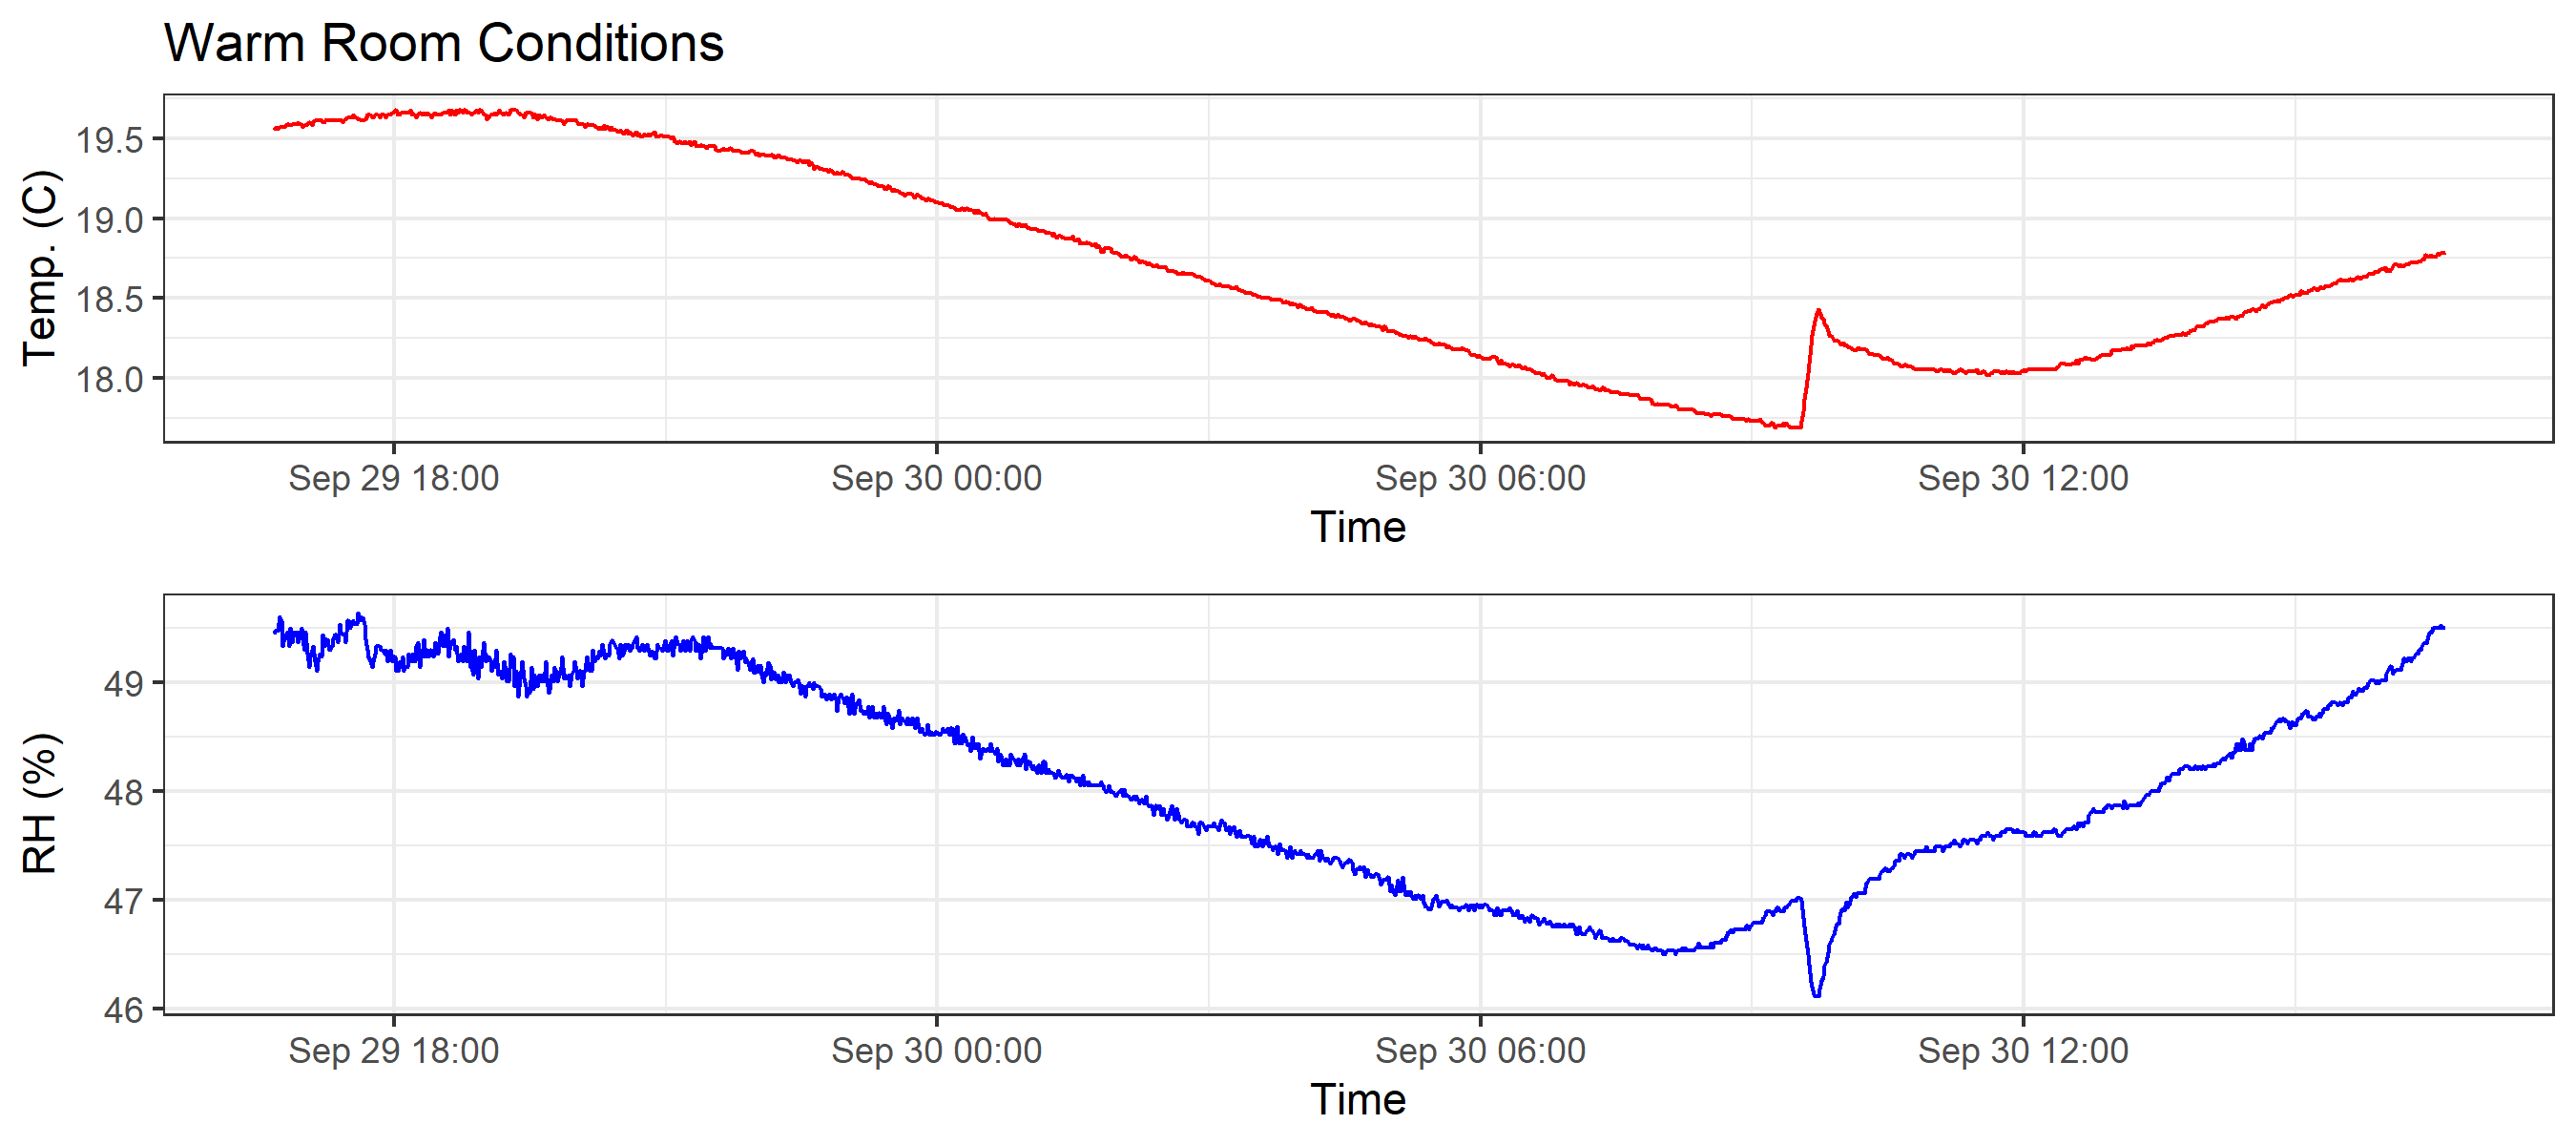 Warm Room Conditions
Temp. (C)
19.5
19.0
18.5
18.0
Sep 29 18:00 Sep 30 00:00 Sep 30 06:00 Sep 30 12:00
Time
RH (%)
49
48
47
46
Sep 29 18:00 Sep 30 00:00 Sep 30 06:00 Sep 30 12:00
Time